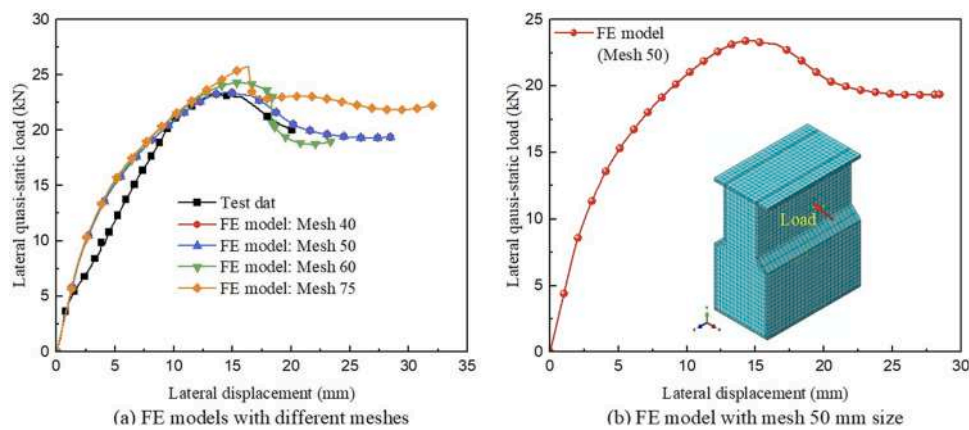 30
25
20
15
10
5
0
Lateral quasi-static load (kN)
Test dat
FE model: Mesh 40
FE model: Mesh 50
FE model: Mesh 60
FE model: Mesh 75
0 5 10 15 20 25 30 35
Lateral displacement (mm)
(a) FE models with different meshes
25
20
15
10
5
0
Lateral qausi-static load (kN)
FE model
(Mesh 50)
Load
0 5 10 15 20 25 30
Lateral displacement (mm)
(b) FE model with mesh 50 mm size